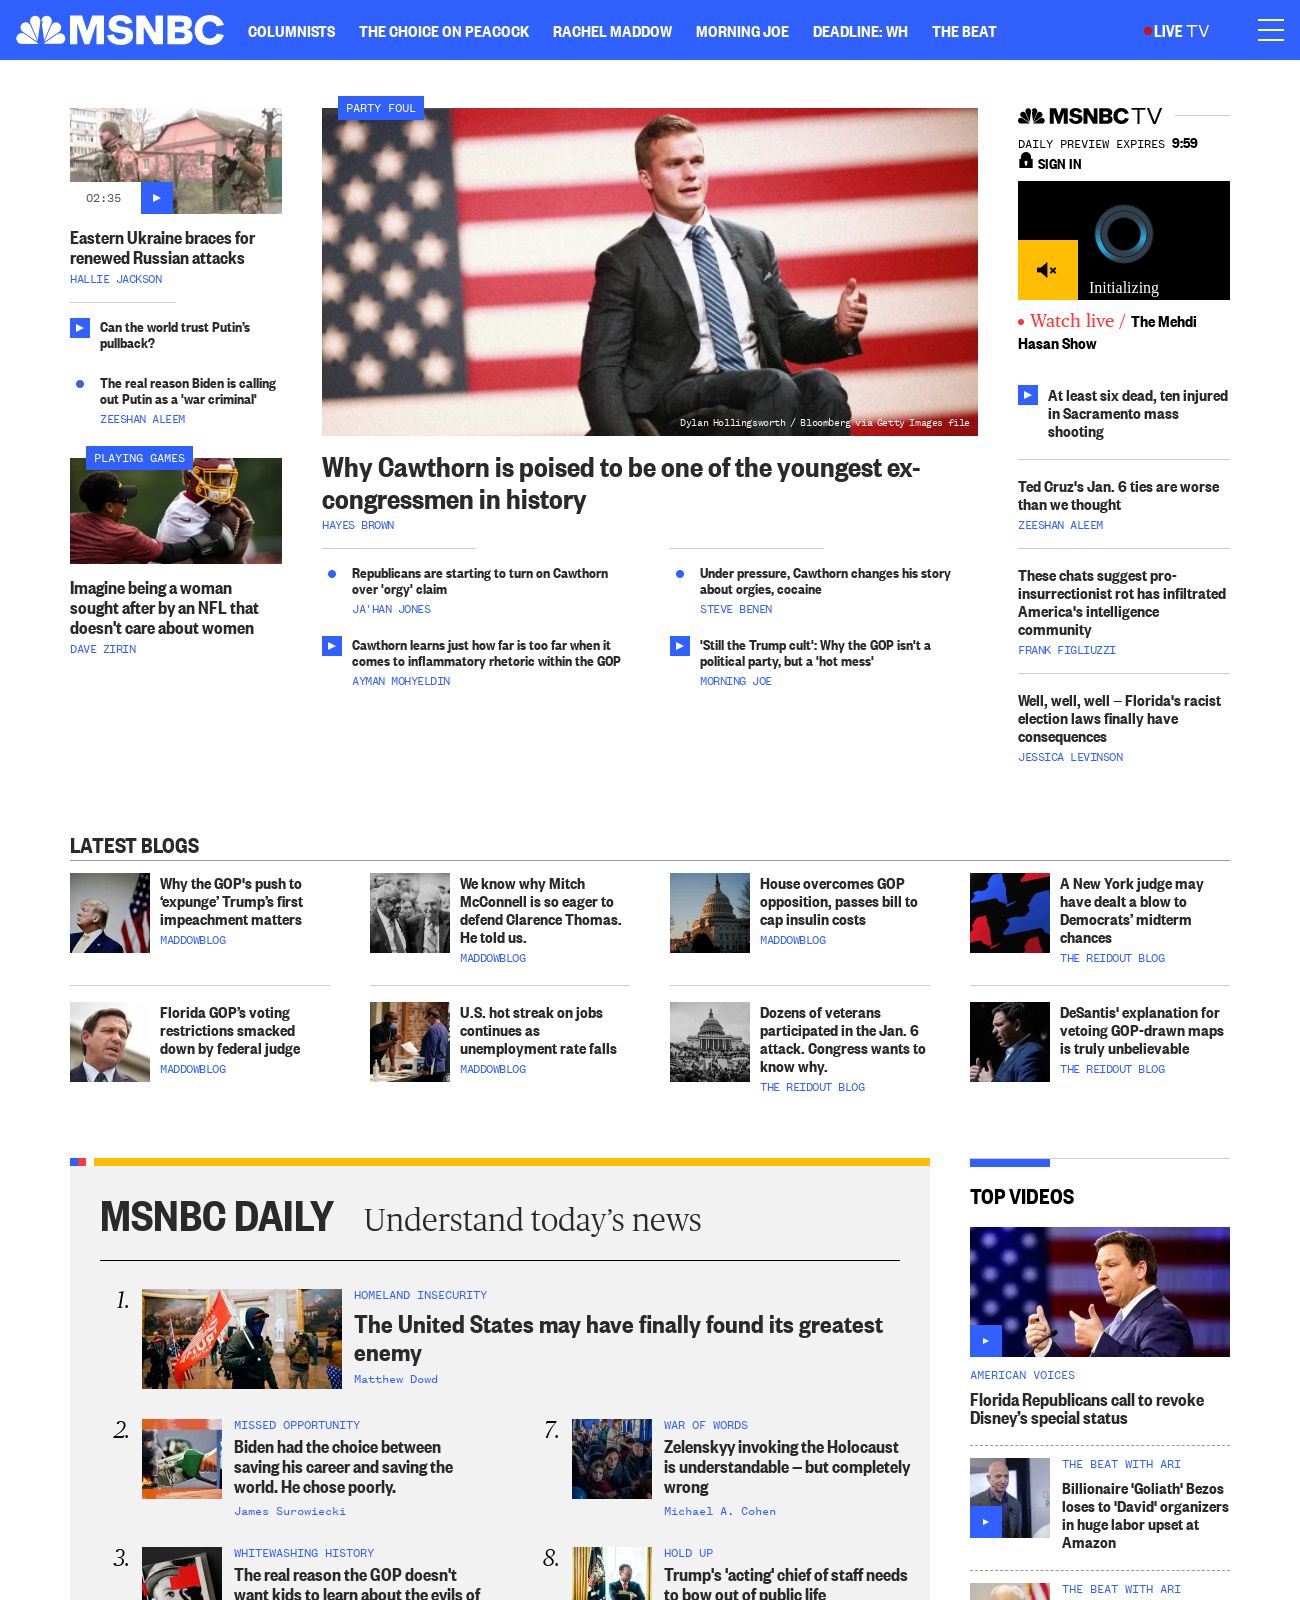 MSNBC
COLUMNISTS
THE CHOICE ON PEACOCK
RACHEL MADDOW
MORNING JOE
DEADLINE: WH
THE BEAT
LIVE TV
02:35
Eastern Ukraine braces for
renewed Russian attacks
HALLIE JACKSON
Can the world trust Putin’s
pullback?
The real reason Biden is calling
out Putin as a 'war criminal'
ZEESHAN ALEEM
PLAYING GAMES
Imagine being a woman
sought after by an NFL that
doesn't care about women
DAVE ZIRIN
PARTY FOUL
Dylan Hollingsworth / Bloomberg via Getty Images file
Why Cawthorn is poised to be one of the youngest ex-
congressmen in history
HAYES BROWN
Republicans are starting to turn on Cawthorn
over 'orgy' claim
JA'HAN JONES
Cawthorn learns just how far is too far when it
comes to inflammatory rhetoric within the GOP
AYMAN MOHYELDIN
Under pressure, Cawthorn changes his story
about orgies, cocaine
STEVE BENEN
'Still the Trump cult': Why the GOP isn't a
political party, but a 'hot mess'
MORNING JOE
MSNBC TV
DAILY PREVIEW EXPIRES 9:59
SIGN IN
Initializing
Watch live / The Mehdi
Hasan Show
At least six dead, ten injured
in Sacramento mass
shooting
Ted Cruz's Jan. 6 ties are worse
than we thought
ZEESHAN ALEEM
These chats suggest pro-
insurrectionist rot has infiltrated
America's intelligence
community
FRANK FIGLIUZZI
Well, well, well — Florida's racist
election laws finally have
consequences
JESSICA LEVINSON
LATEST BLOGS
Why the GOP's push to
‘expunge’ Trump’s first
impeachment matters
MADDOWBLOG
We know why Mitch
McConnell is so eager to
defend Clarence Thomas.
He told us.
MADDOWBLOG
House overcomes GOP
opposition, passes bill to
cap insulin costs
MADDOWBLOG
A New York judge may
have dealt a blow to
Democrats’ midterm
chances
THE REIDOUT BLOG
Florida GOP’s voting
restrictions smacked
down by federal judge
MADDOWBLOG
U.S. hot streak on jobs
continues as
unemployment rate falls
MADDOWBLOG
Dozens of veterans
participated in the Jan. 6
attack. Congress wants to
know why.
THE REIDOUT BLOG
DeSantis' explanation for
vetoing GOP-drawn maps
is truly unbelievable
THE REIDOUT BLOG
MSNBC DAILY
Understand today’s news
1.
HOMELAND INSECURITY
The United States may have finally found its greatest
enemy
Matthew Dowd
2.
MISSED OPPORTUNITY
Biden had the choice between
saving his career and saving the
world. He chose poorly.
James Surowiecki
3.
WHITEWASHING HISTORY
The real reason the GOP doesn't
want kids to learn about the evils of
7.
WAR OF WORDS
Zelenskyy invoking the Holocaust
is understandable — but completely
wrong
Michael A. Cohen
8.
HOLD UP
Trump's 'acting' chief of staff needs
to bow out of public life
TOP VIDEOS
AMERICAN VOICES
Florida Republicans call to revoke
Disney’s special status
THE BEAT WITH ARI
Billionaire 'Goliath' Bezos
loses to 'David' organizers
in huge labor upset at
Amazon
THE BEAT WITH ARI